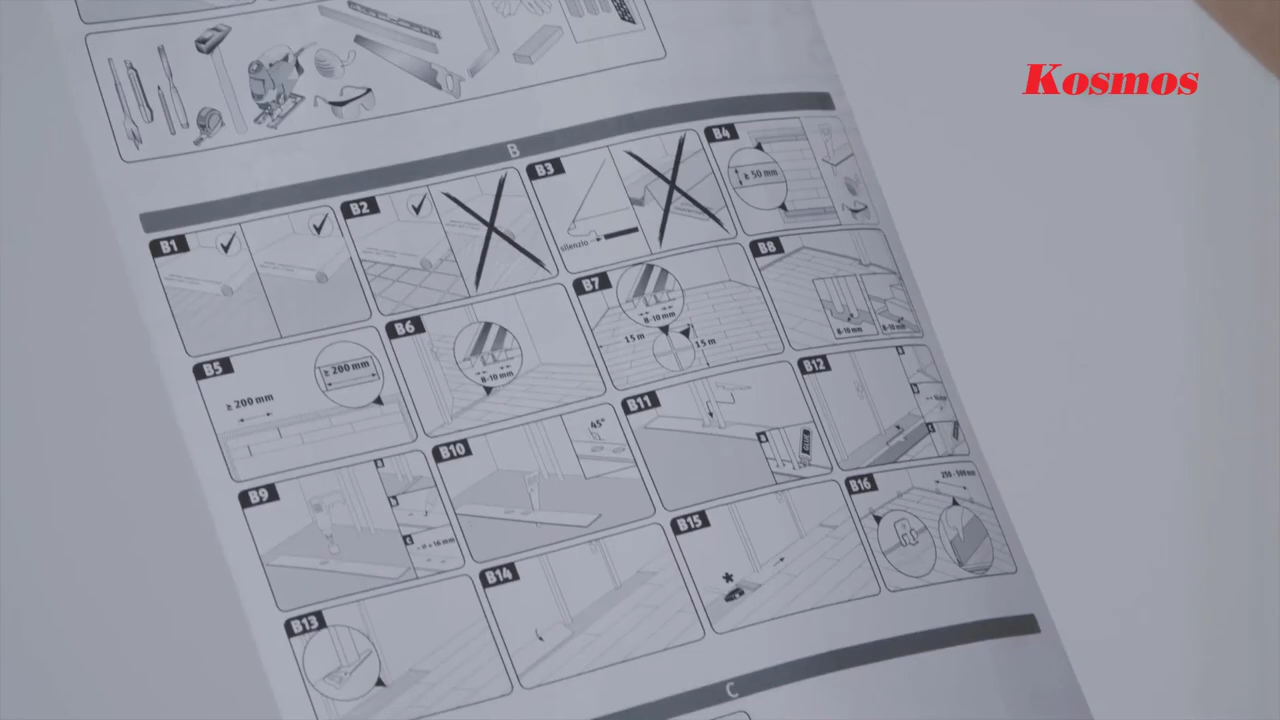 Kosmos
B
B1
B2
B3
silenzio
B4
≥ 50 mm
B5
≥ 200 mm
≥ 200 mm
B6
8-10 mm
B7
8-10 mm
15 m
15 m
B8
8-10 mm
8-10 mm
B9
a
b
c
B10
45°
B11
a
GLUE
B12
a
b
c
B13
B14
B15
*
B16
250 - 500 mm
C